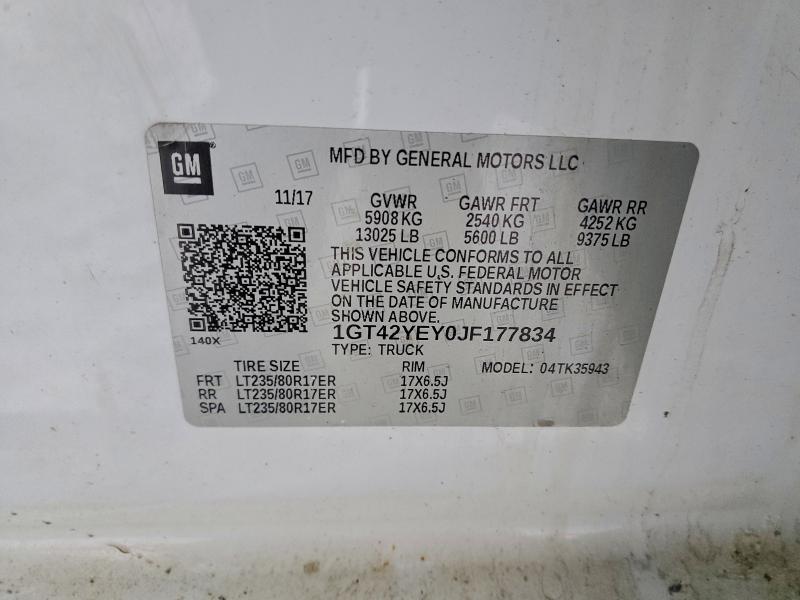 GM
MFD BY GENERAL MOTORS LLC
11/17 GVWR GAWR FRT GAWR RR
5908 KG 2540 KG 4252 KG
13025 LB 5600 LB 9375 LB
THIS VEHICLE CONFORMS TO ALL
APPLICABLE U.S. FEDERAL MOTOR
VEHICLE SAFETY STANDARDS IN EFFECT
ON THE DATE OF MANUFACTURE
SHOWN ABOVE.
140X
1GT42YEY0JF177834
TYPE: TRUCK
TIRE SIZE RIM MODEL: 04TK35943
FRT LT235/80R17ER 17X6.5J
RR LT235/80R17ER 17X6.5J
SPA LT235/80R17ER 17X6.5J